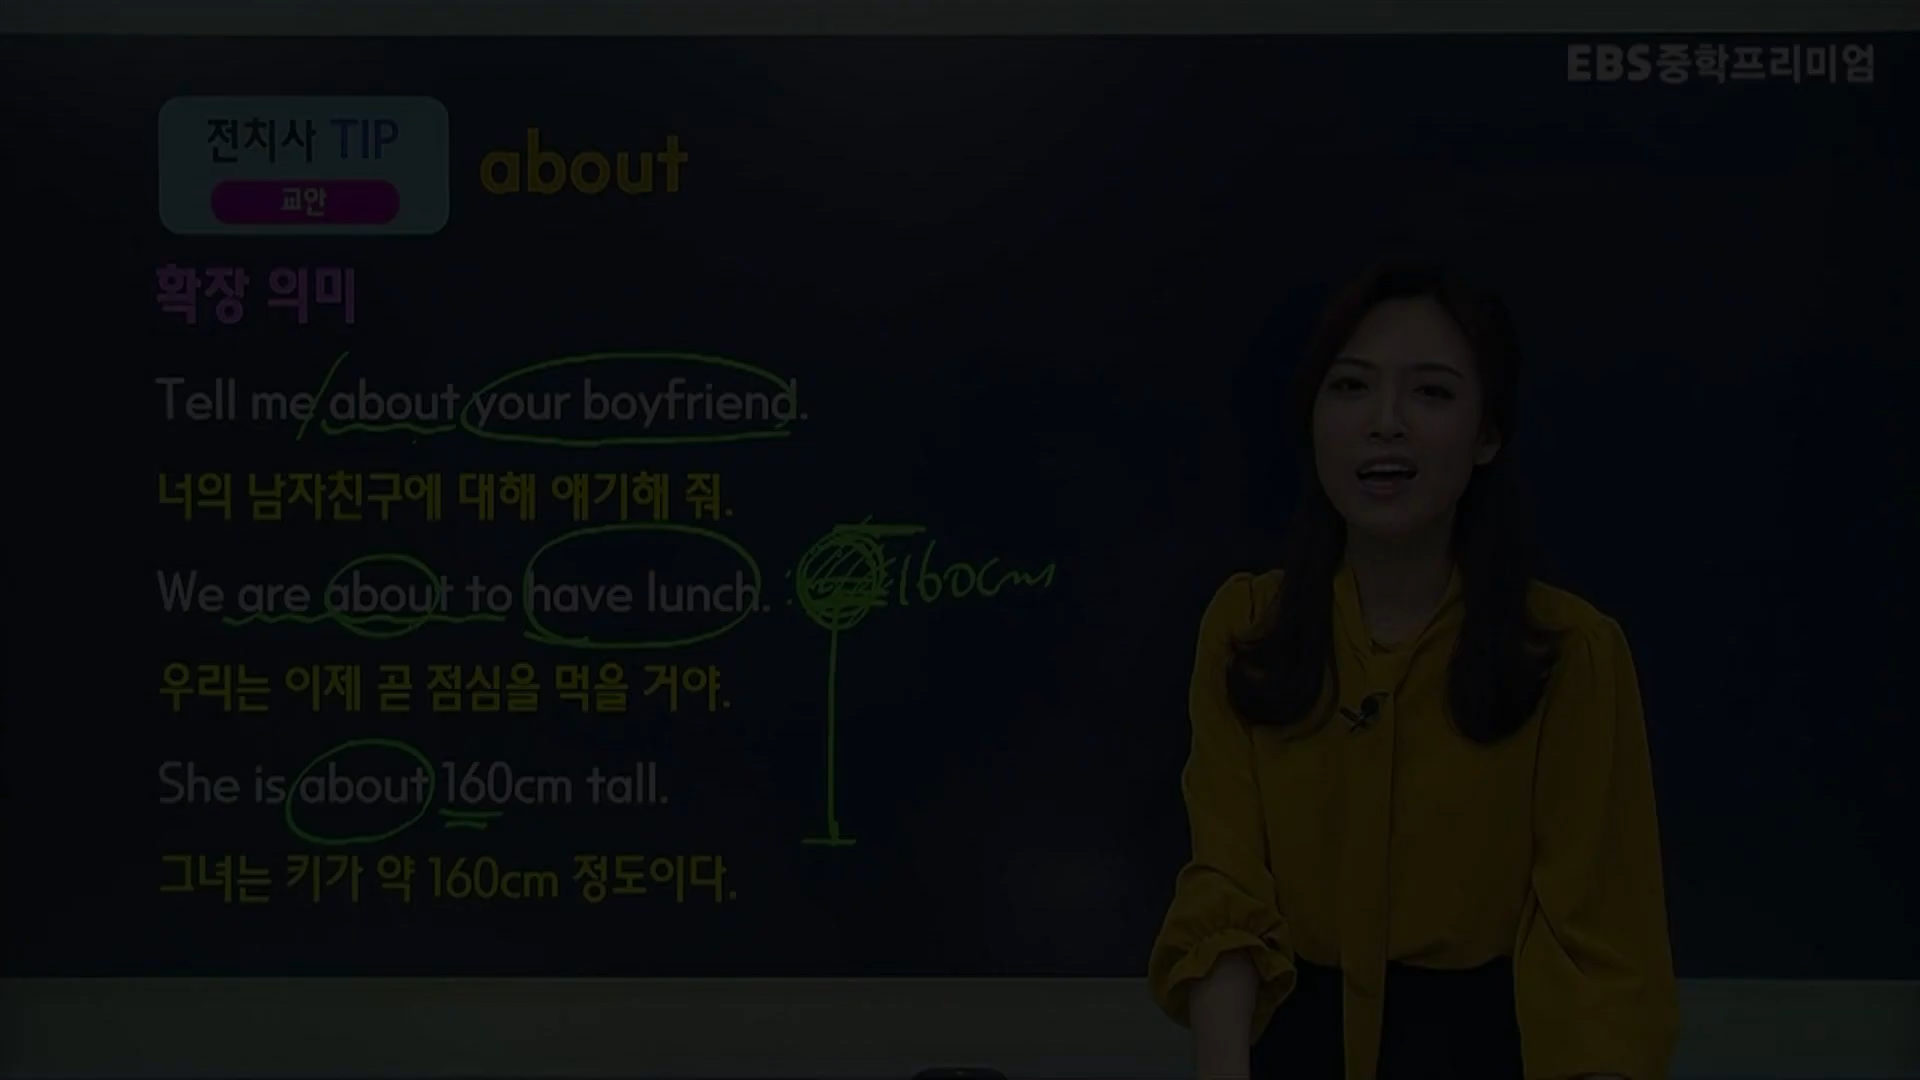 EBS중학프리미엄
전치사 TIP
교안
about
확장 의미
Tell me about your boyfriend.
너의 남자친구에 대해 얘기해 줘.
We are about to have lunch.
160cm
우리는 이제 곧 점심을 먹을 거야.
She is about 160cm tall.
그녀는 키가 약 160cm 정도이다.